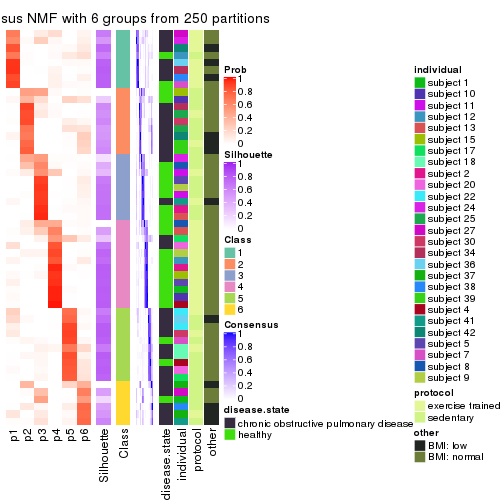 sus NMF with 6 groups from 250 partitions
p1
p2
p3
p4
p5
p6
Silhouette
Class
disease.state
individual
protocol
other
Prob
1
0.8
0.6
0.4
0.2
0
Silhouette
1
0.8
0.6
0.4
0.2
0
Class
1
2
3
4
5
6
Consensus
1
0.8
0.6
0.4
0.2
0
disease.state
chronic obstructive pulmonary disease
healthy
individual
subject 1
subject 10
subject 11
subject 12
subject 13
subject 15
subject 17
subject 18
subject 2
subject 20
subject 22
subject 24
subject 25
subject 27
subject 30
subject 34
subject 36
subject 37
subject 38
subject 39
subject 4
subject 41
subject 42
subject 5
subject 7
subject 8
subject 9
protocol
exercise trained
sedentary
other
BMI: low
BMI: normal